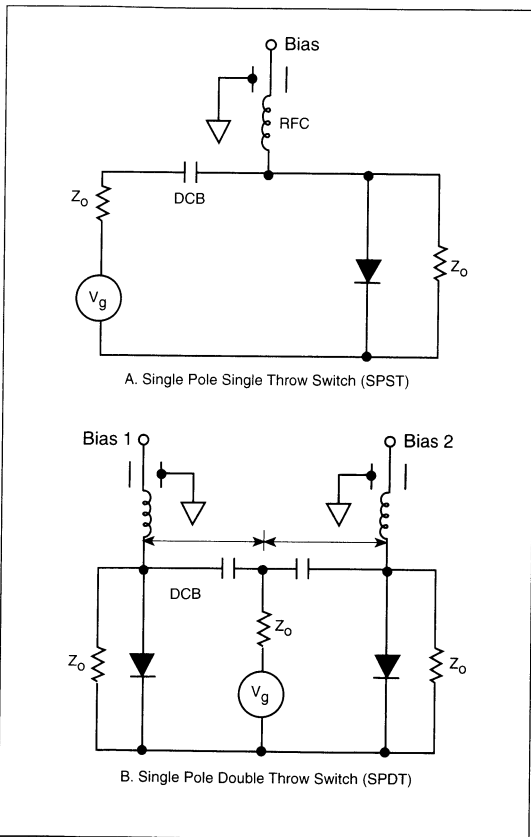 Bias
RFC
DCB
Zo
Vg
Zo
A. Single Pole Single Throw Switch (SPST)
Bias 1
Bias 2
DCB
Zo
Zo
Zo
Vg
B. Single Pole Double Throw Switch (SPDT)